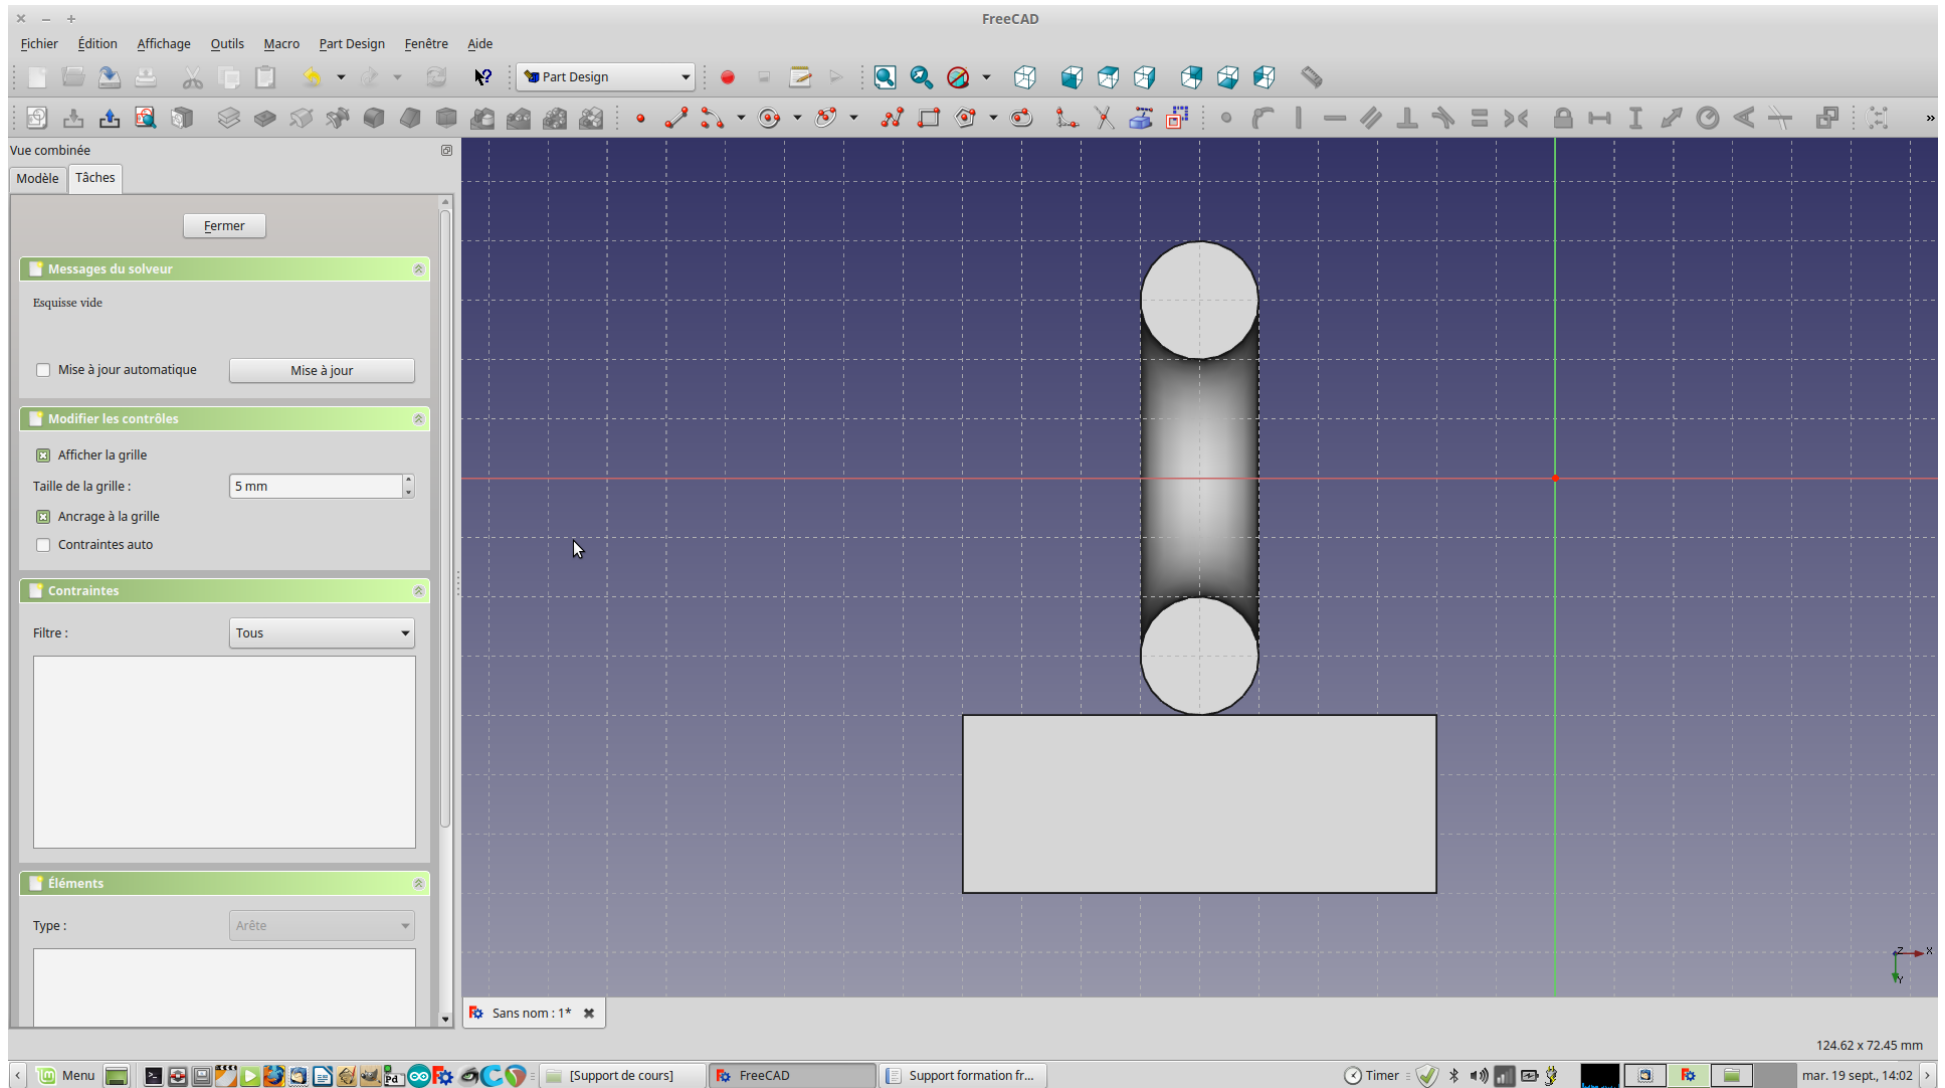 FreeCAD
Fichier Édition Affichage Outils Macro Part Design Fenêtre Aide
Part Design
»
Vue combinée
Modèle Tâches
Fermer
Messages du solveur
Esquisse vide
Mise à jour automatique Mise à jour
Modifier les contrôles
Afficher la grille
Taille de la grille : 5 mm
Ancrage à la grille
Contraintes auto
Contraintes
Filtre : Tous
Éléments
Type : Arête
Z X
Y
Sans nom : 1*
124.62 x 72.45 mm
Menu Pd [Support de cours] FreeCAD Support formation fr... Timer mar. 19 sept., 14:02